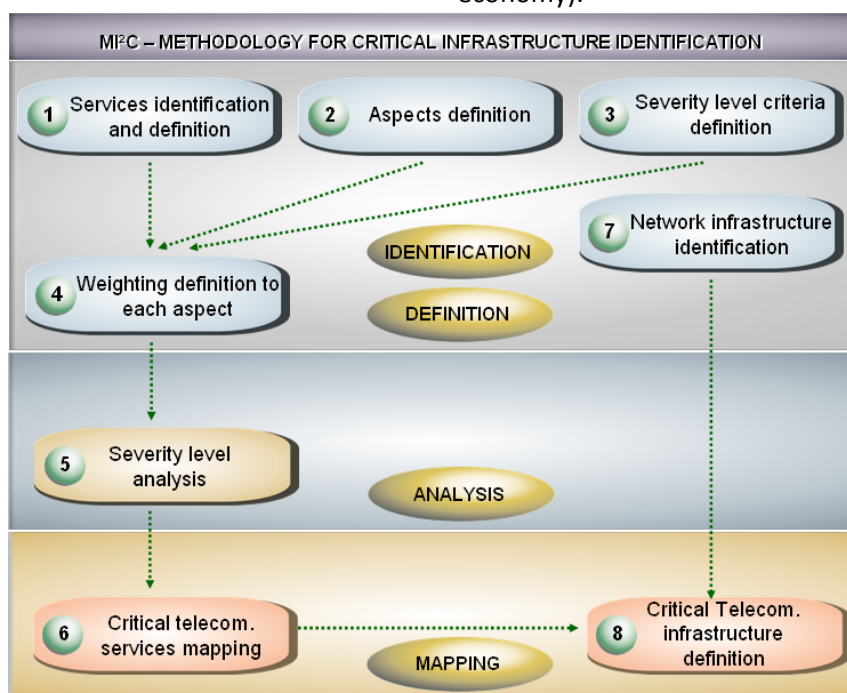 economy).
MI²C – METHODOLOGY FOR CRITICAL INFRASTRUCTURE IDENTIFICATION
1
Services identification
and definition
2
Aspects definition
3
Severity level criteria
definition
7
Network infrastructure
identification
IDENTIFICATION
4
Weighting definition to
each aspect
DEFINITION
5
Severity level
analysis
ANALYSIS
6
Critical telecom.
services mapping
8
Critical Telecom.
infrastructure
definition
MAPPING